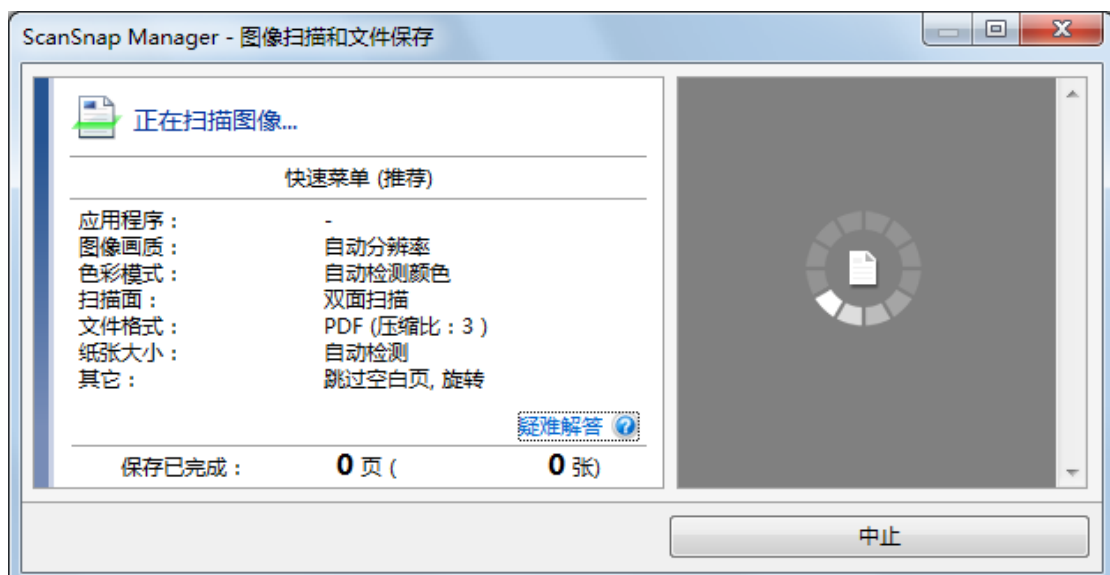 ScanSnap Manager - 图像扫描和文件保存
正在扫描图像...
快速菜单 (推荐)
应用程序： -
图像画质： 自动分辨率
色彩模式： 自动检测颜色
扫描面： 双面扫描
文件格式： PDF (压缩比：3 )
纸张大小： 自动检测
其它： 跳过空白页, 旋转
疑难解答
保存已完成： 0 页 ( 0 张)
中止